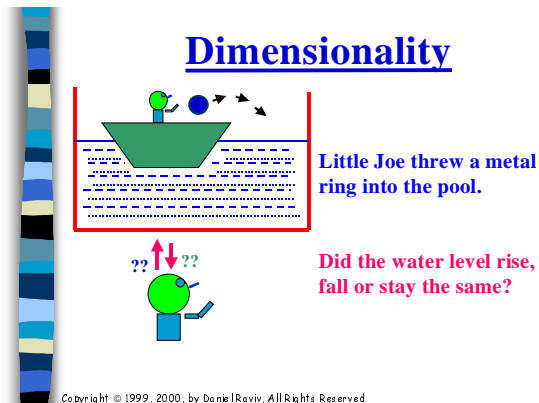 Dimensionality
Little Joe threw a metal
ring into the pool.
?? ??
Did the water level rise,
fall or stay the same?
Copyright © 1999, 2000, by Daniel Raviv, All Rights Reserved